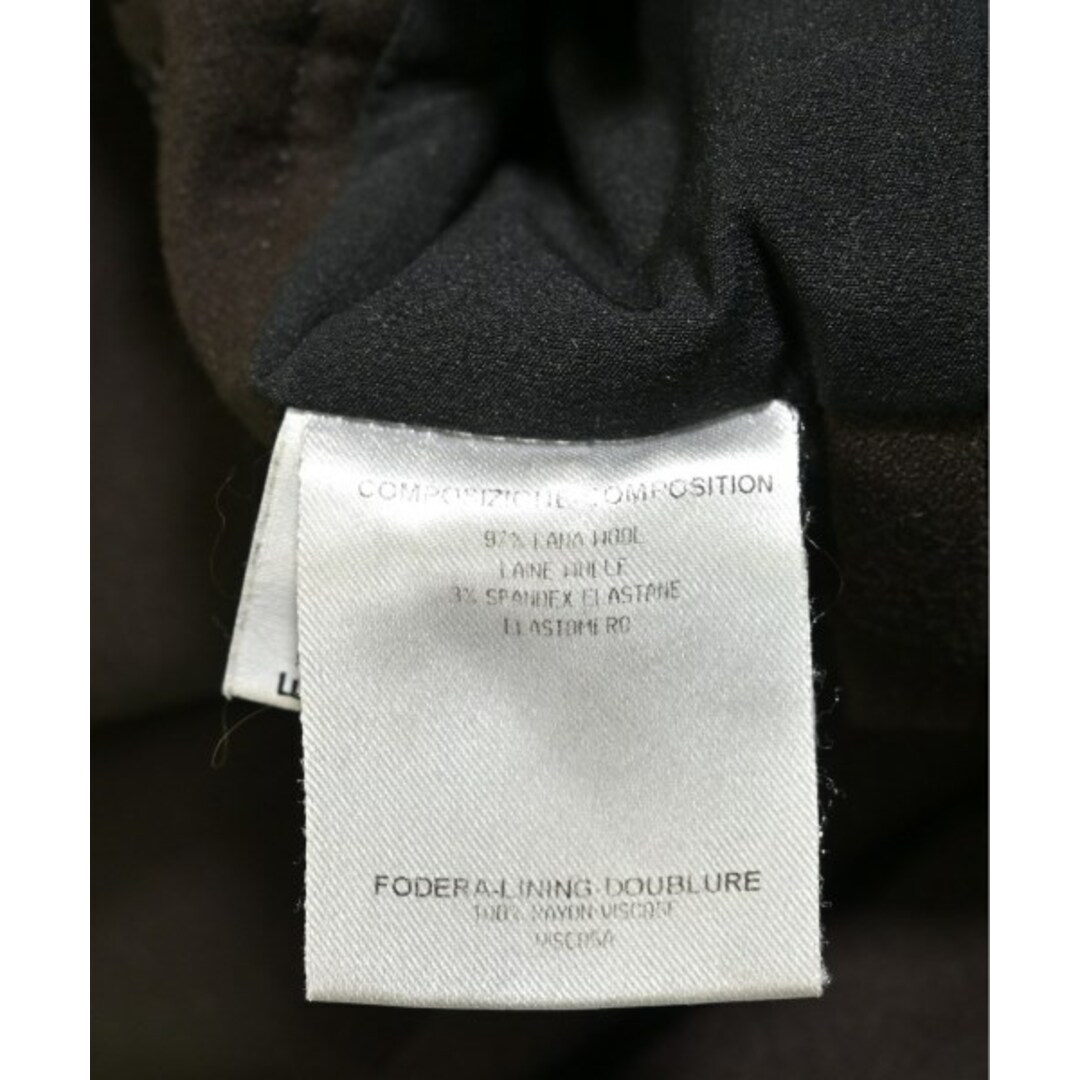 COMPOSIZIONE-COMPOSITION
97% LANA WOOL
LAINE WOLLE
3% SPANDEX ELASTANE
ELASTOMERO
FODERA-LINING-DOUBLURE
100% RAYON VISCOSE
VISCOSA